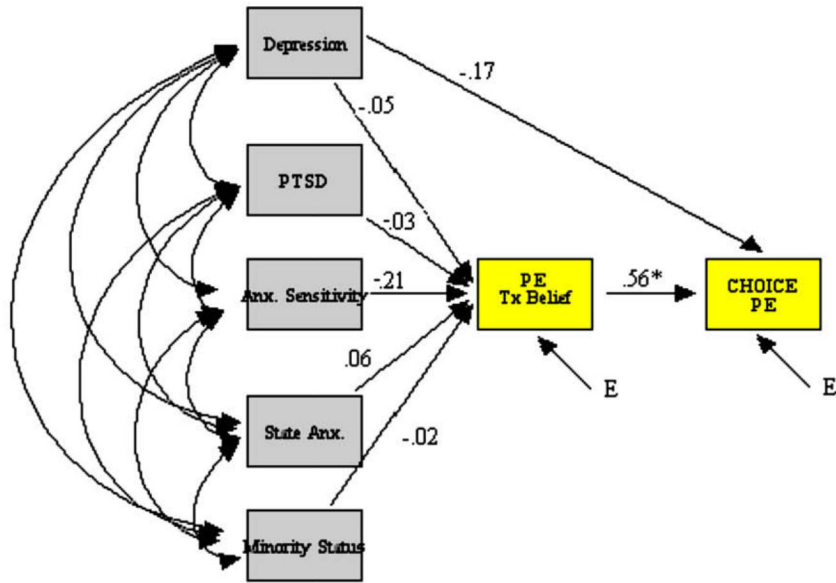 Depression
-.17
-.05
PTSD
-.03
Anx. Sensitivity
-.21
PE
Tx Belief
.56*
CHOICE
PE
.06
E
E
State Anx.
-.02
Minority Status